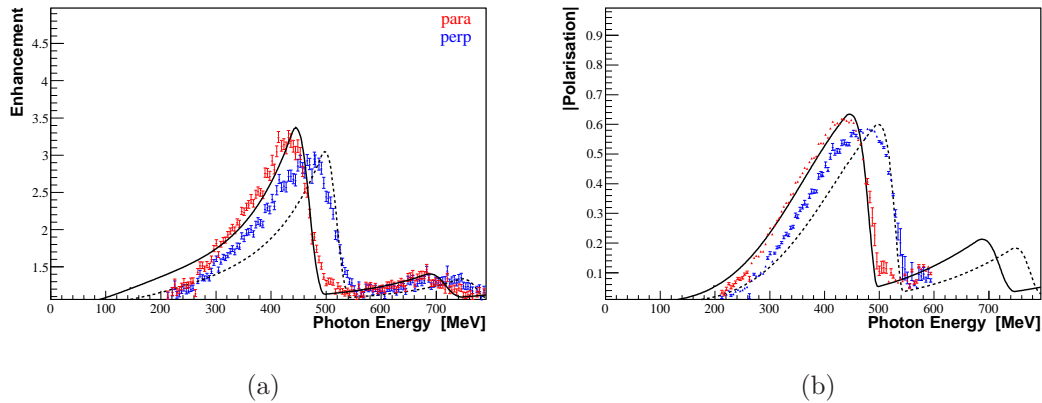 Enhancement
4.5
4
3.5
3
2.5
2
1.5
para
perp
0 100 200 300 400 500 600 700
Photon Energy [MeV]
(a)
|Polarisation|
0.9
0.8
0.7
0.6
0.5
0.4
0.3
0.2
0.1
0 100 200 300 400 500 600 700
Photon Energy [MeV]
(b)